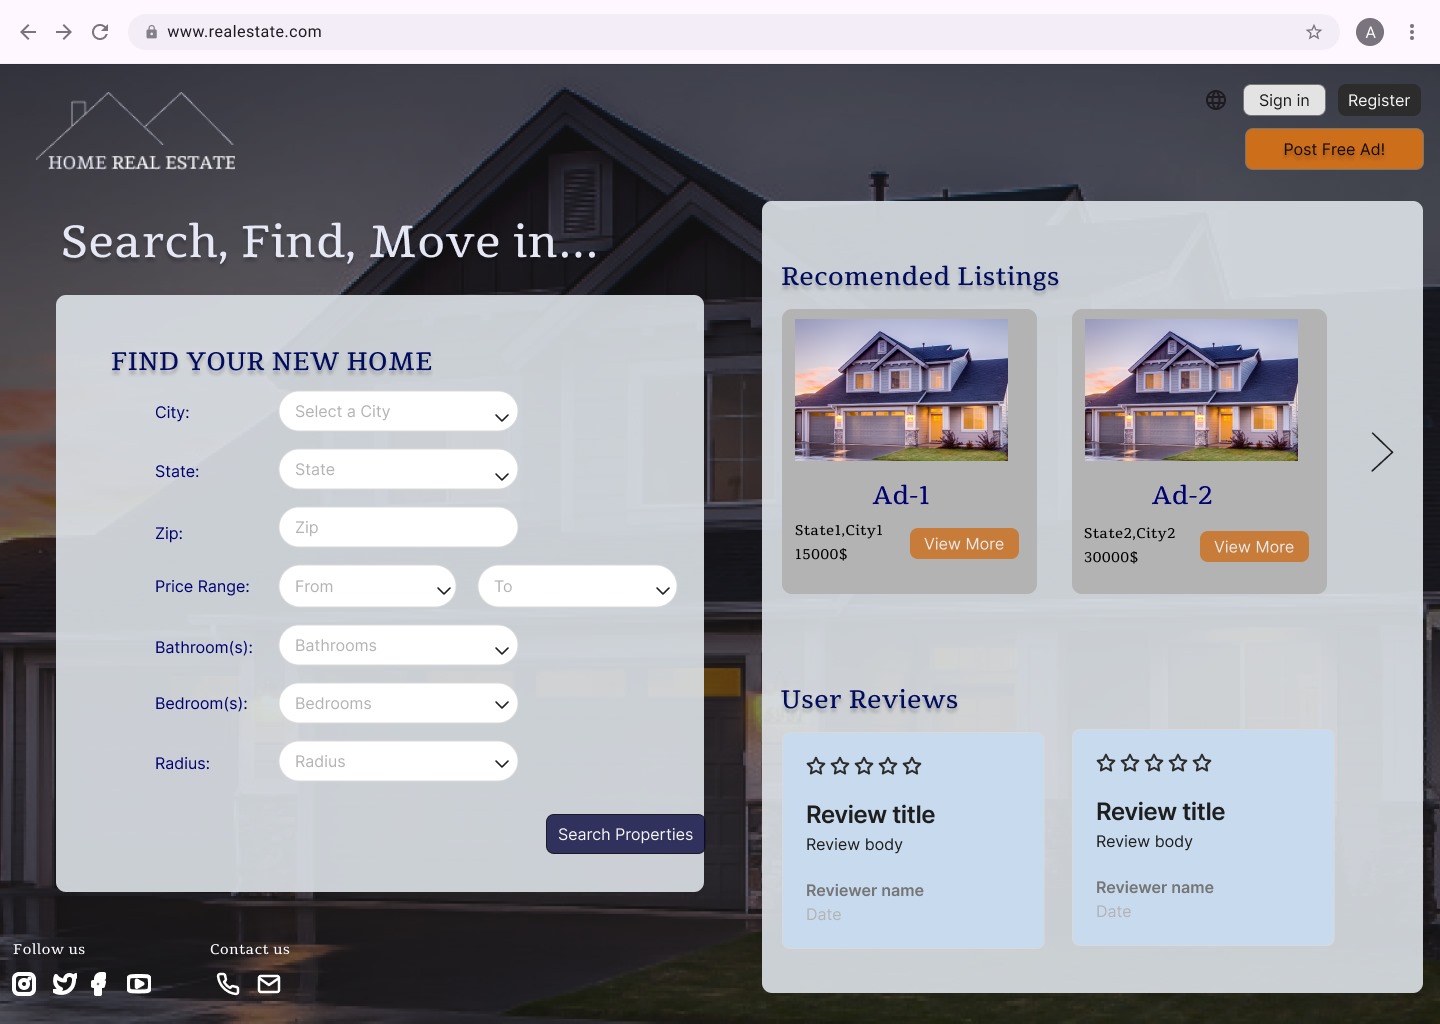 www.realestate.com
A
HOME REAL ESTATE
Sign in
Register
Post Free Ad!
Search, Find, Move in...
FIND YOUR NEW HOME
City:
Select a City
State:
State
Zip:
Zip
Price Range:
From
To
Bathroom(s):
Bathrooms
Bedroom(s):
Bedrooms
Radius:
Radius
Search Properties
Recomended Listings
Ad-1
State1,City1
15000$
View More
Ad-2
State2,City2
30000$
View More
User Reviews
Review title
Review body
Reviewer name
Date
Review title
Review body
Reviewer name
Date
Follow us
Contact us